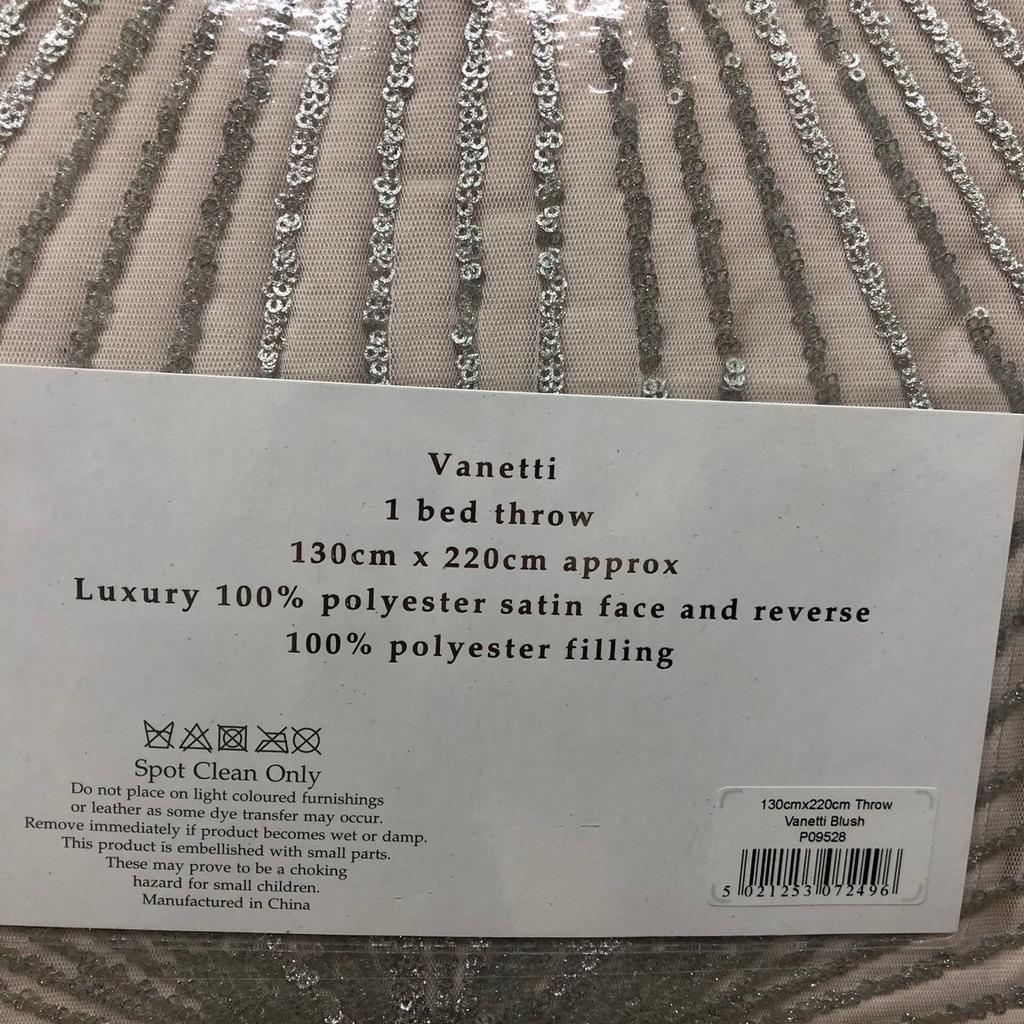 Vanetti
1 bed throw
130cm x 220cm approx
Luxury 100% polyester satin face and reverse
100% polyester filling
Spot Clean Only
Do not place on light coloured furnishings
or leather as some dye transfer may occur.
Remove immediately if product becomes wet or damp.
This product is embellished with small parts.
These may prove to be a choking
hazard for small children.
Manufactured in China
130cmx220cm Throw
Vanetti Blush
P09528
5 021253 072496